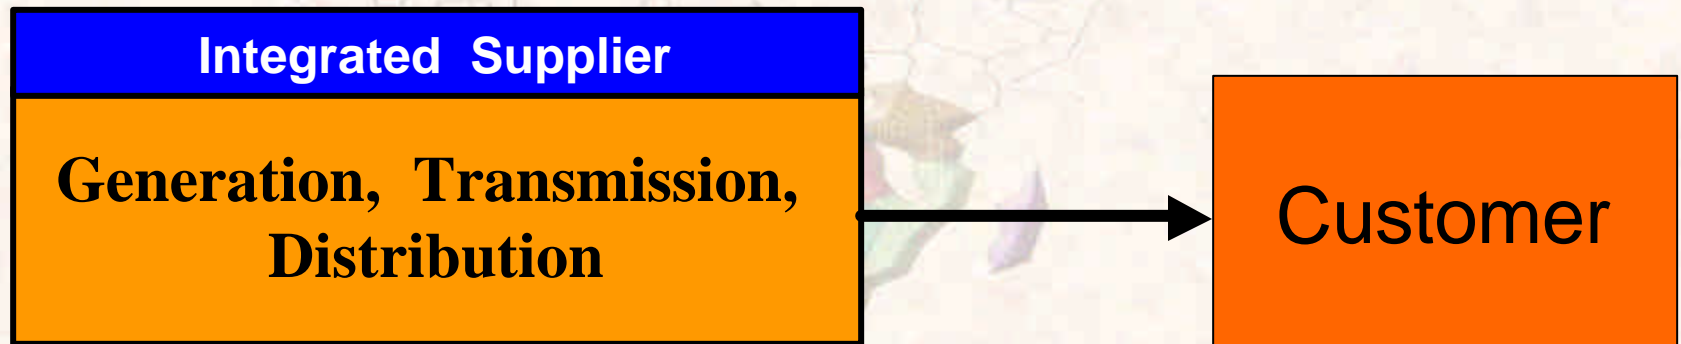 Integrated Supplier
Generation, Transmission,
Distribution
Customer